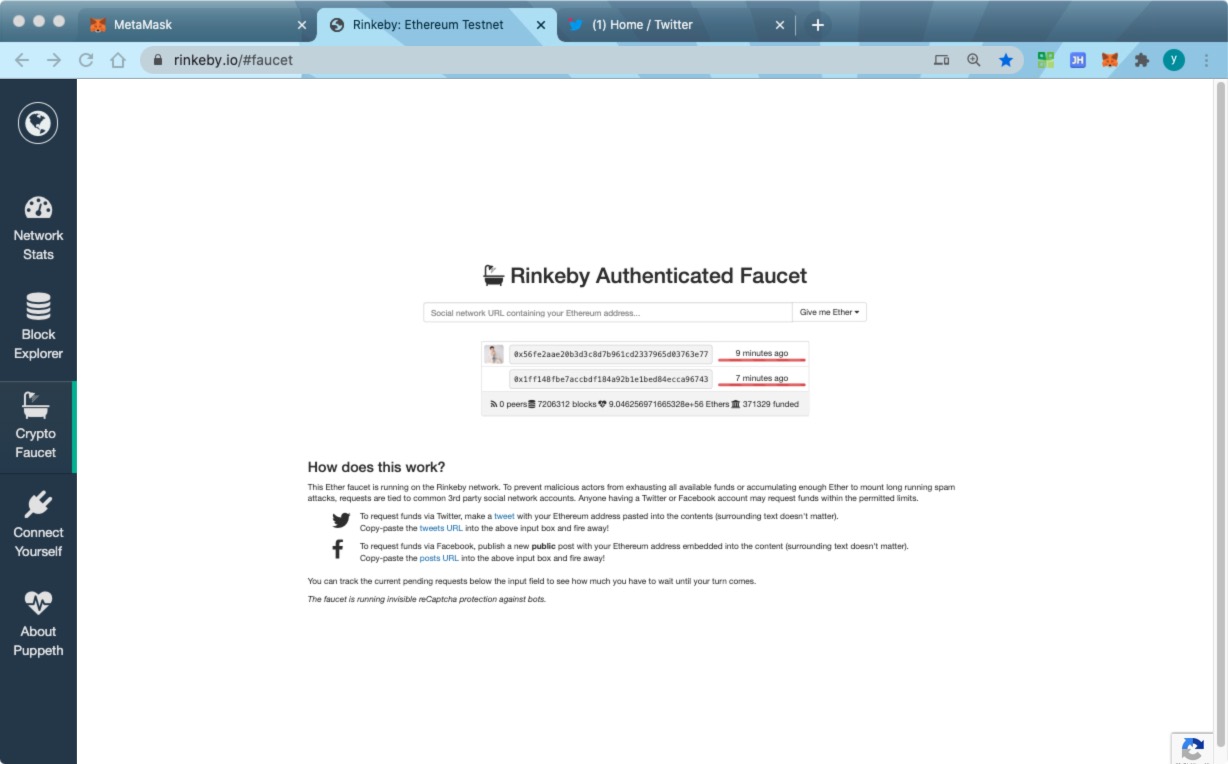 MetaMask
Rinkeby: Ethereum Testnet
(1) Home / Twitter
rinkeby.io/#faucet
JH
y
Network
Stats
Block
Explorer
Crypto
Faucet
Connect
Yourself
About
Puppeth
Rinkeby Authenticated Faucet
Social network URL containing your Ethereum address...
Give me Ether
0x56fe2aae20b3d3c8d7b961cd2337965d03763e77 9 minutes ago
0x1ff148fbe7accbdf184a92b1e1bed84ecca96743 7 minutes ago
0 peers 7206312 blocks 9.046256971665328e+56 Ethers 371329 funded
How does this work?
This Ether faucet is running on the Rinkeby network. To prevent malicious actors from exhausting all available funds or accumulating enough Ether to mount long running spam
attacks, requests are tied to common 3rd party social network accounts. Anyone having a Twitter or Facebook account may request funds within the permitted limits.
To request funds via Twitter, make a tweet with your Ethereum address pasted into the contents (surrounding text doesn't matter).
Copy-paste the tweets URL into the above input box and fire away!
To request funds via Facebook, publish a new public post with your Ethereum address embedded into the content (surrounding text doesn't matter).
Copy-paste the posts URL into the above input box and fire away!
You can track the current pending requests below the input field to see how much you have to wait until your turn comes.
The faucet is running invisible reCaptcha protection against bots.